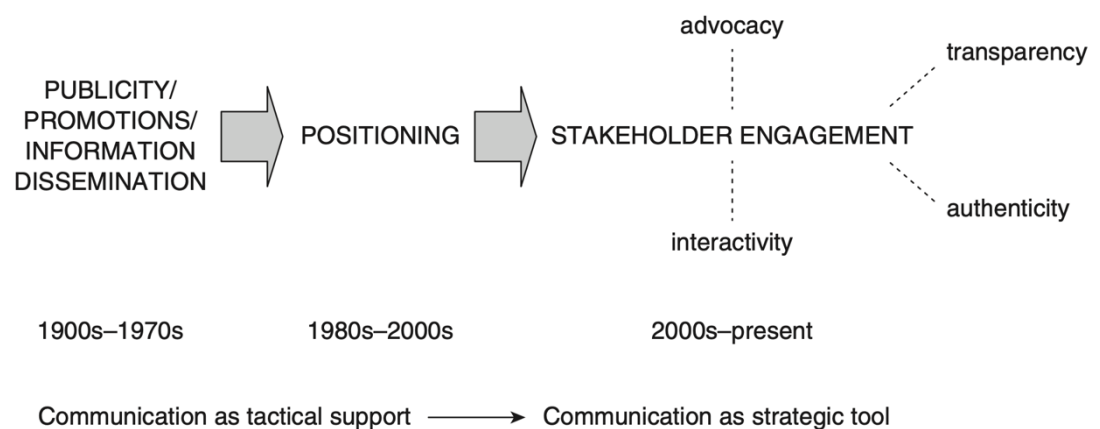 advocacy
transparency
PUBLICITY/
PROMOTIONS/
INFORMATION
DISSEMINATION
POSITIONING
STAKEHOLDER ENGAGEMENT
authenticity
interactivity
1900s–1970s
1980s–2000s
2000s–present
Communication as tactical support
Communication as strategic tool